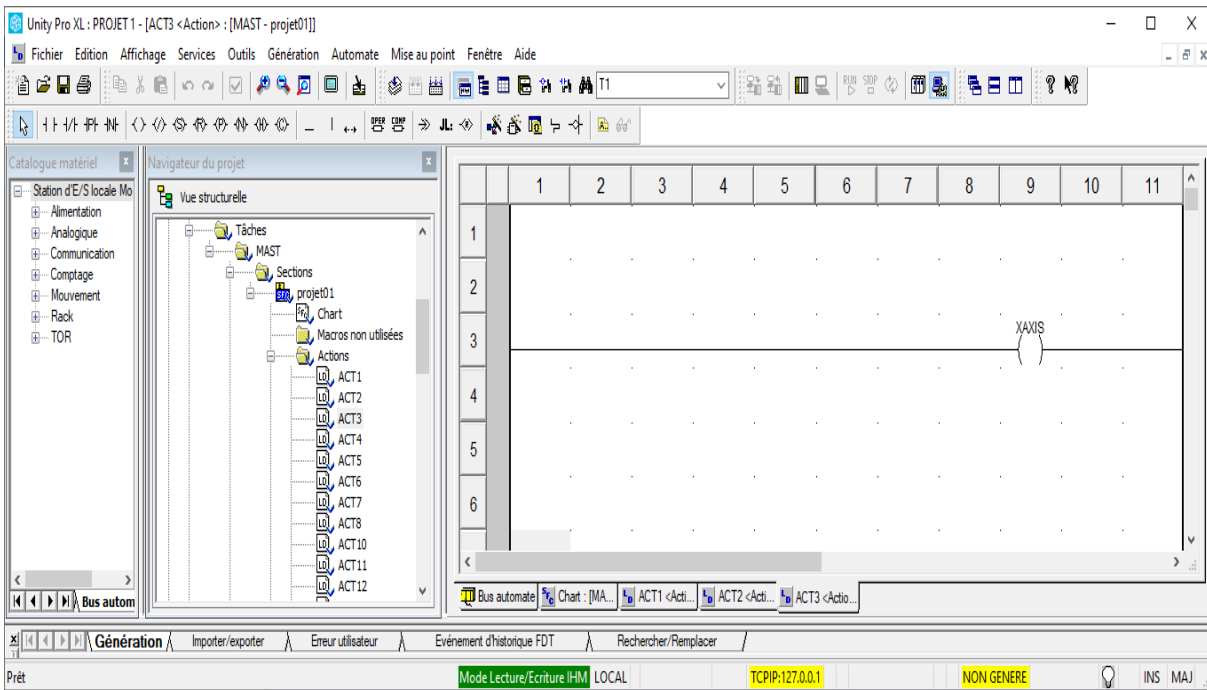 Unity Pro XL : PROJET 1 - [ACT3 <Action> : [MAST - projet01]]
Fichier Edition Affichage Services Outils Génération Automate Mise au point Fenêtre Aide
T1
RUN STOP
OPER COMP
Catalogue matériel
Station d'E/S locale Mo
Alimentation
Analogique
Communication
Comptage
Mouvement
Rack
TOR
Bus autom
Navigateur du projet
Vue structurelle
Tâches
MAST
Sections
projet01
Chart
Macros non utilisées
Actions
ACT1
ACT2
ACT3
ACT4
ACT5
ACT6
ACT7
ACT8
ACT10
ACT11
ACT12
1 2 3 4 5 6 7 8 9 10 11
1
2
3
4
5
6
XAXIS
Bus automate Chart : [MA... ACT1 <Acti... ACT2 <Acti... ACT3 <Actio...
Génération Importer/exporter Erreur utilisateur Evénement d'historique FDT Rechercher/Remplacer
Prêt Mode Lecture/Ecriture IHM LOCAL TCPIP:127.0.0.1 NON GENERE INS MAJ